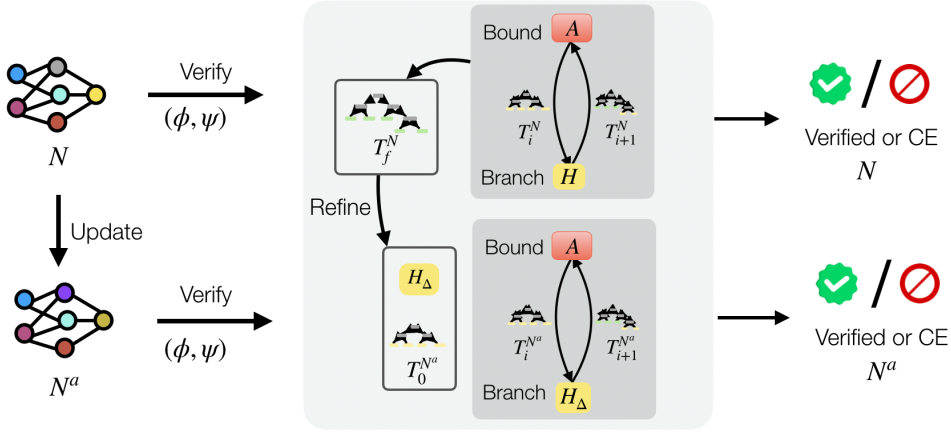 Bound
A
Verify
(ϕ, ψ)
N
T_f^N
T_i^N
T_{i+1}^N
Branch
H
Verified or CE
N
Update
Refine
Bound
A
Verify
(ϕ, ψ)
N^a
H_Δ
T_0^{N^a}
T_i^{N^a}
T_{i+1}^{N^a}
Branch
H_Δ
Verified or CE
N^a